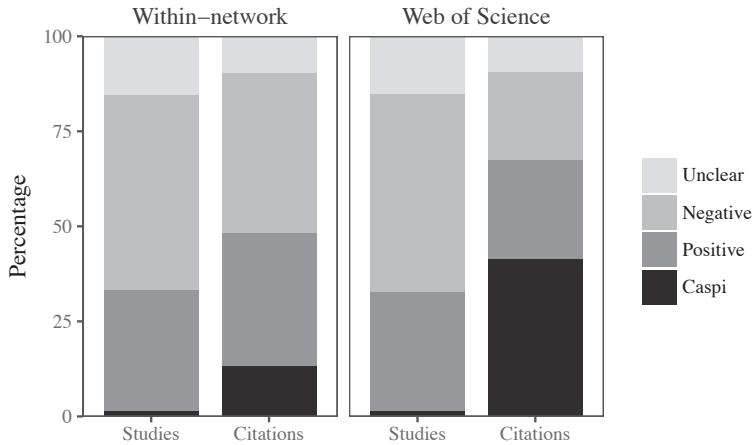 Within−network
Web of Science
Percentage
100
75
50
25
0
Studies
Citations
Studies
Citations
Unclear
Negative
Positive
Caspi